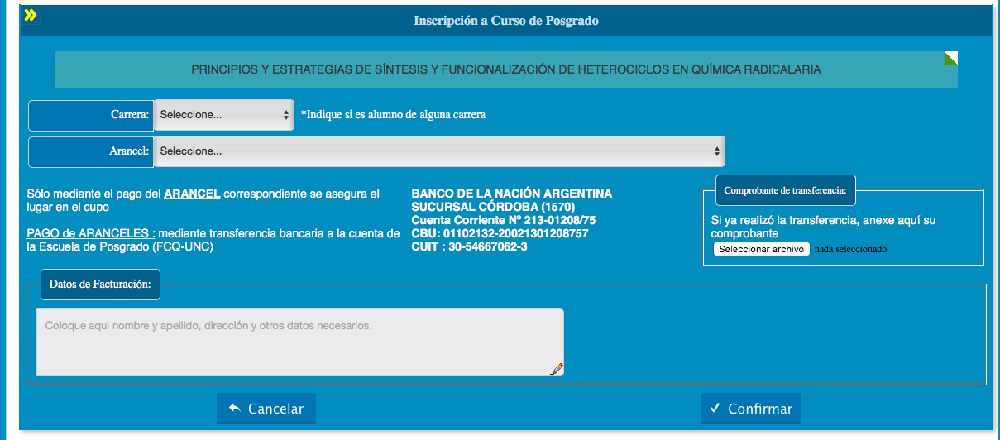 Inscripción a Curso de Posgrado
PRINCIPIOS Y ESTRATEGIAS DE SÍNTESIS Y FUNCIONALIZACIÓN DE HETEROCICLOS EN QUÍMICA RADICALARIA
Carrera: Seleccione... *Indique si es alumno de alguna carrera
Arancel: Seleccione...
Sólo mediante el pago del ARANCEL correspondiente se asegura el
lugar en el cupo
PAGO de ARANCELES : mediante transferencia bancaria a la cuenta de
la Escuela de Posgrado (FCQ-UNC)
BANCO DE LA NACIÓN ARGENTINA
SUCURSAL CÓRDOBA (1570)
Cuenta Corriente Nº 213-01208/75
CBU: 01102132-20021301208757
CUIT : 30-54667062-3
Comprobante de transferencia:
Si ya realizó la transferencia, anexe aquí su
comprobante
Seleccionar archivo nada seleccionado
Datos de Facturación:
Coloque aqui nombre y apellido, dirección y otros datos necesarios.
Cancelar
Confirmar